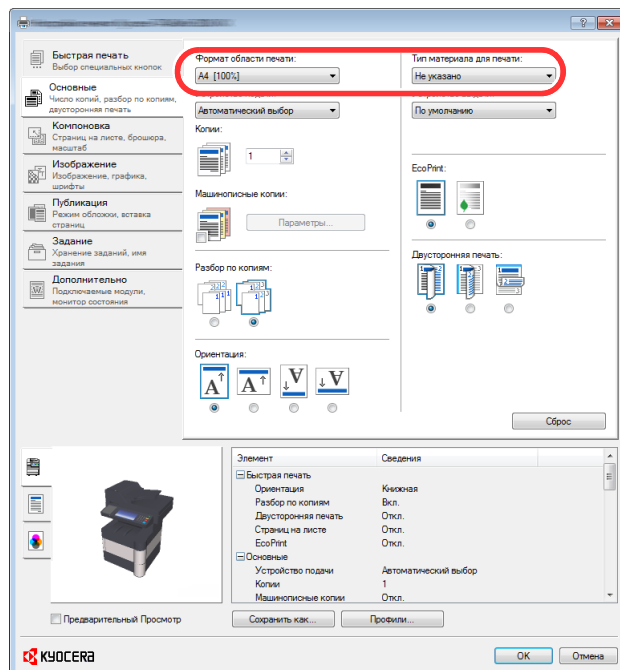 Быстрая печать
Выбор специальных кнопок
Основные
Число копий, разбор по копиям,
двусторонняя печать
Компоновка
Страниц на листе, брошюра,
масштаб
Изображение
Изображение, графика,
шрифты
Публикация
Режим обложки, вставка
страниц
Задание
Хранение заданий, имя
задания
Дополнительно
Подключаемые модули,
монитор состояния
Формат области печати:
A4 [100%]
Автоматический выбор
Копии:
1
Машинописные копии:
Параметры...
Разбор по копиям:
Ориентация:
Тип материала для печати:
Не указано
По умолчанию
EcoPrint:
Двусторонняя печать:
Сброс
Элемент Сведения
Быстрая печать
Ориентация Книжная
Разбор по копиям Вкл.
Двусторонняя печать Откл.
Страниц на листе Откл.
EcoPrint Откл.
Основные
Устройство подачи Автоматический выбор
Копии 1
Машинописные копии Откл.
Предварительный Просмотр
Сохранить как...
Профили...
KYOCERA
OK
Отмена